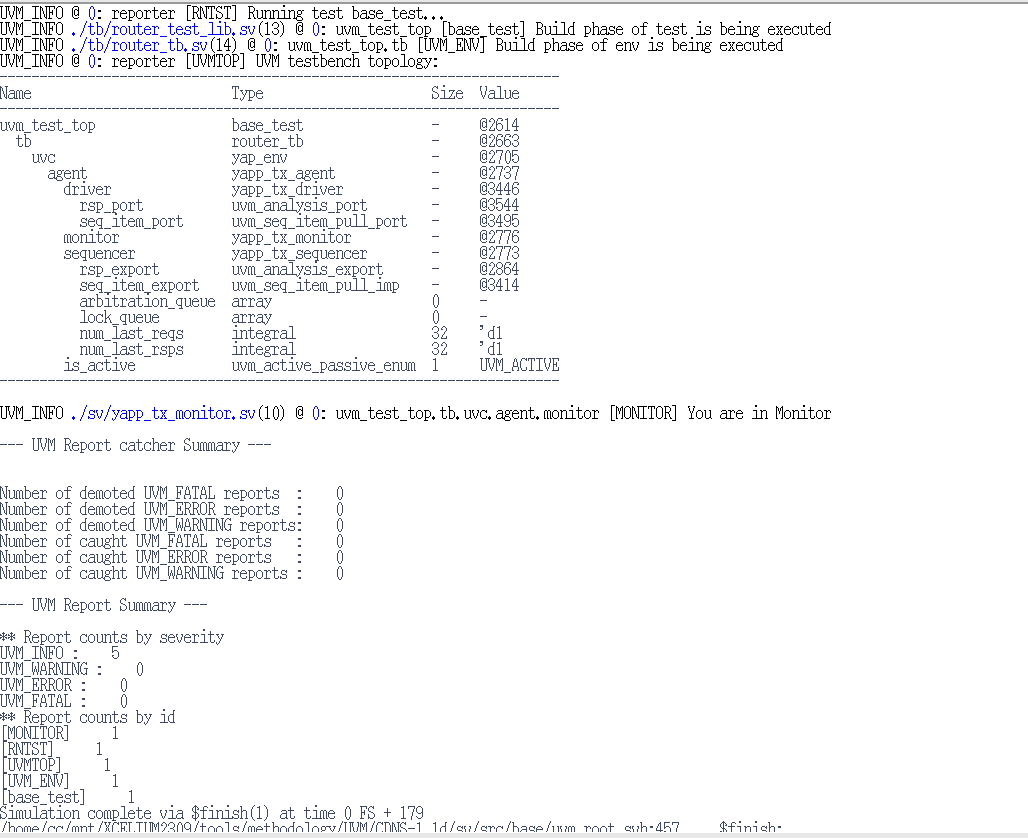 UVM_INFO @ 0: reporter [RNTST] Running test base_test...
UVM_INFO ./tb/router_test_lib.sv(13) @ 0: uvm_test_top [base_test] Build phase of test is being executed
UVM_INFO ./tb/router_tb.sv(14) @ 0: uvm_test_top.tb [UVM_ENV] Build phase of env is being executed
UVM_INFO @ 0: reporter [UVMTOP] UVM testbench topology:
----------------------------------------------------------------------
Name                         Type                     Size  Value
----------------------------------------------------------------------
uvm_test_top                 base_test                -     @2614
  tb                         router_tb                -     @2663
    uvc                      yap_env                  -     @2705
      agent                  yapp_tx_agent            -     @2737
        driver               yapp_tx_driver           -     @3446
          rsp_port           uvm_analysis_port        -     @3544
          seq_item_port      uvm_seq_item_pull_port   -     @3495
        monitor              yapp_tx_monitor          -     @2776
        sequencer            yapp_tx_sequencer        -     @2773
          rsp_export         uvm_analysis_export      -     @2864
          seq_item_export    uvm_seq_item_pull_imp    -     @3414
          arbitration_queue  array                    0     -
          lock_queue         array                    0     -
          num_last_reqs      integral                 32    'd1
          num_last_rsps      integral                 32    'd1
        is_active            uvm_active_passive_enum  1     UVM_ACTIVE
----------------------------------------------------------------------
UVM_INFO ./sv/yapp_tx_monitor.sv(10) @ 0: uvm_test_top.tb.uvc.agent.monitor [MONITOR] You are in Monitor
--- UVM Report catcher Summary ---
Number of demoted UVM_FATAL reports  :    0
Number of demoted UVM_ERROR reports  :    0
Number of demoted UVM_WARNING reports:    0
Number of caught UVM_FATAL reports   :    0
Number of caught UVM_ERROR reports   :    0
Number of caught UVM_WARNING reports :    0
--- UVM Report Summary ---
** Report counts by severity
UVM_INFO :    5
UVM_WARNING :    0
UVM_ERROR :    0
UVM_FATAL :    0
** Report counts by id
[MONITOR]     1
[RNTST]     1
[UVMTOP]     1
[UVM_ENV]     1
[base_test]     1
Simulation complete via $finish(1) at time 0 FS + 179
/home/cc/mnt/XCELIUM2309/tools/methodology/UVM/CDNS-1.1d/sv/src/base/uvm_root.svh:457     $finish;